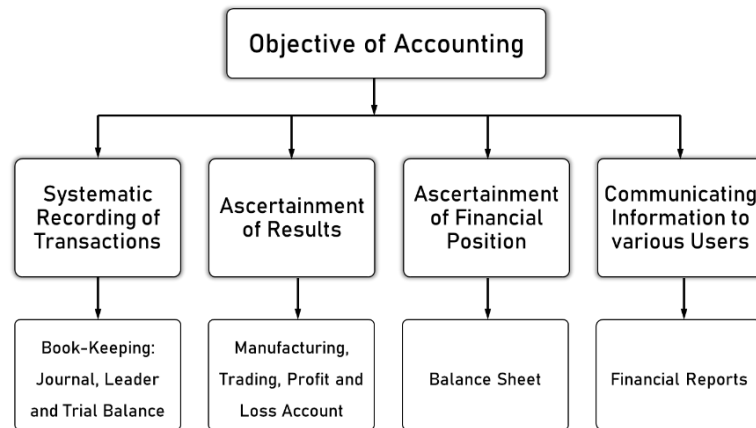 Objective of Accounting
Systematic
Recording of
Transactions
Ascertainment
of Results
Ascertainment
of Financial
Position
Communicating
Information to
various Users
Book-Keeping:
Journal, Leader
and Trial Balance
Manufacturing,
Trading, Profit and
Loss Account
Balance Sheet
Financial Reports